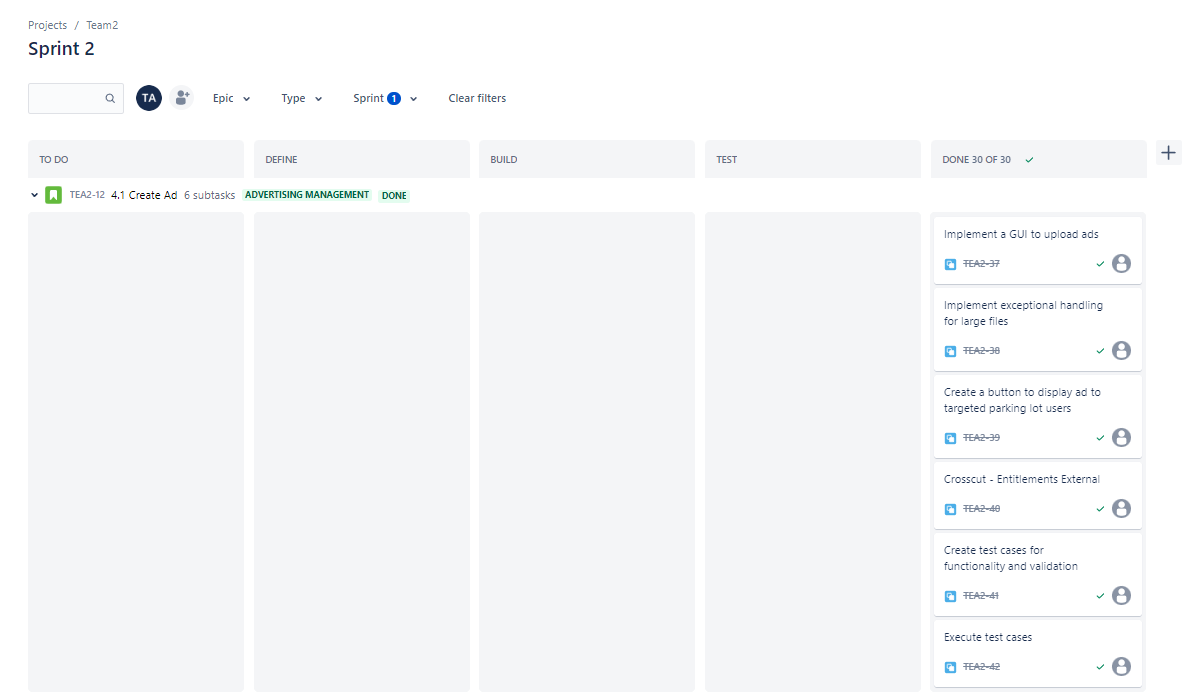 Projects / Team2
Sprint 2
TA Epic Type Sprint 1 Clear filters
TO DO DEFINE BUILD TEST DONE 30 OF 30
TEA2-12 4.1 Create Ad 6 subtasks ADVERTISING MANAGEMENT DONE
Implement a GUI to upload ads
TEA2-37
Implement exceptional handling
for large files
TEA2-38
Create a button to display ad to
targeted parking lot users
TEA2-39
Crosscut - Entitlements External
TEA2-40
Create test cases for
functionality and validation
TEA2-41
Execute test cases
TEA2-42